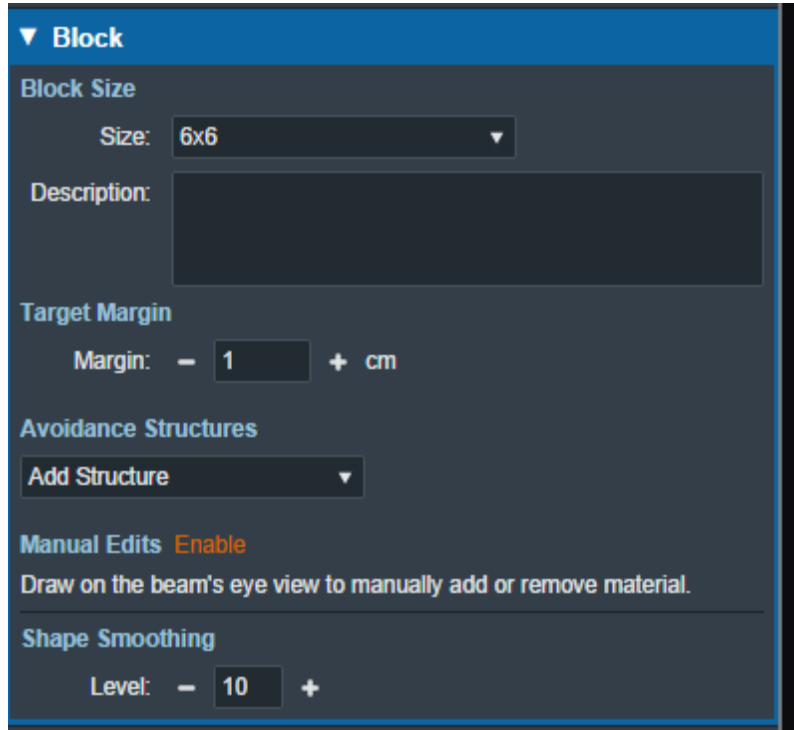 Block
Block Size
Size: 6x6
Description:
Target Margin
Margin: − 1 + cm
Avoidance Structures
Add Structure
Manual Edits Enable
Draw on the beam's eye view to manually add or remove material.
Shape Smoothing
Level: − 10 +